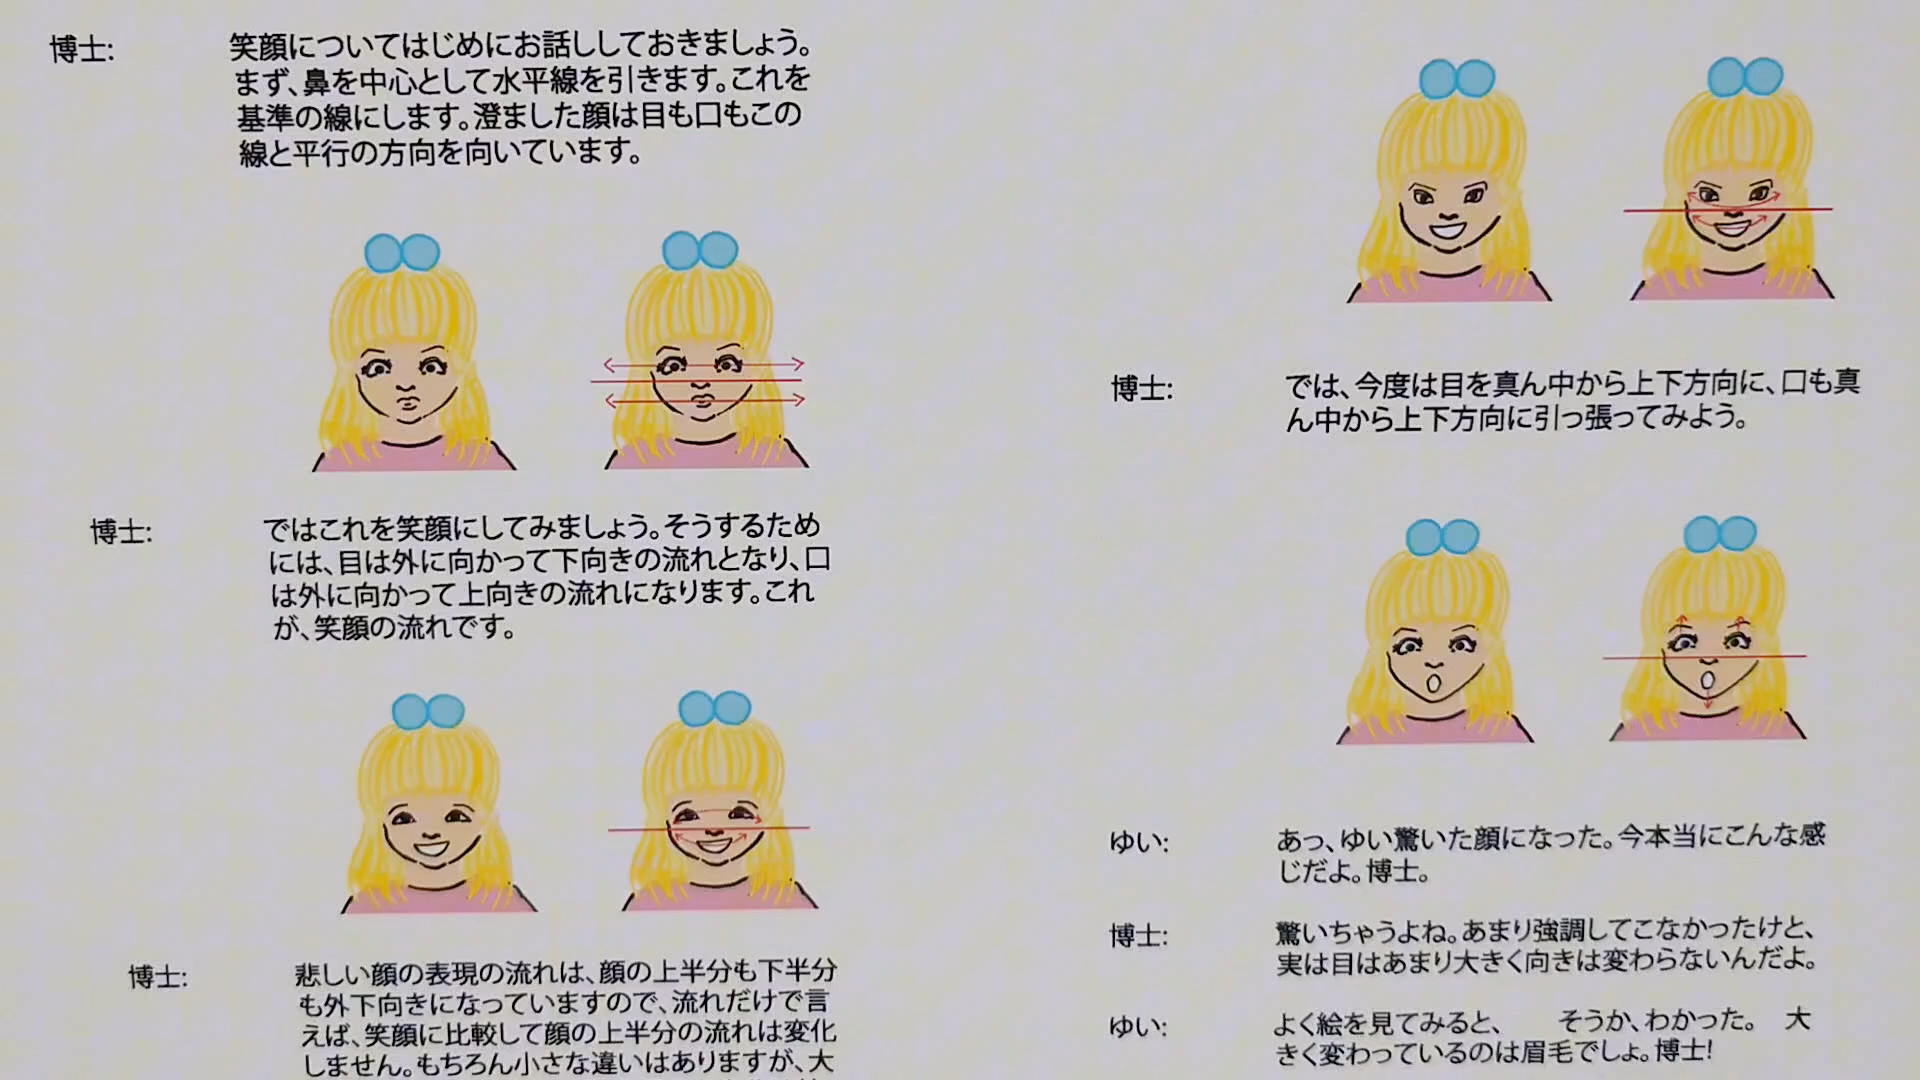 博士: 笑顔についてはじめにお話ししておきましょう。
まず、鼻を中心として水平線を引きます。これを
基準の線にします。澄ました顔は目も口もこの
線と平行の方向を向いています。
博士: ではこれを笑顔にしてみましょう。そうするため
には、目は外に向かって下向きの流れとなり、口
は外に向かって上向きの流れになります。これ
が、笑顔の流れです。
博士: 悲しい顔の表現の流れは、顔の上半分も下半分
も外下向きになっていますので、流れだけで言
えば、笑顔に比較して顔の上半分の流れは変化
しません。もちろん小さな違いはありますが、大
博士: では、今度は目を真ん中から上下方向に、口も真
ん中から上下方向に引っ張ってみよう。
ゆい: あっ、ゆい驚いた顔になった。今本当にこんな感
じだよ。博士。
博士: 驚いちゃうよね。あまり強調してこなかったけど、
実は目はあまり大きく向きは変わらないんだよ。
ゆい: よく絵を見てみると、 そうか、わかった。 大
きく変わっているのは眉毛でしょ。博士!